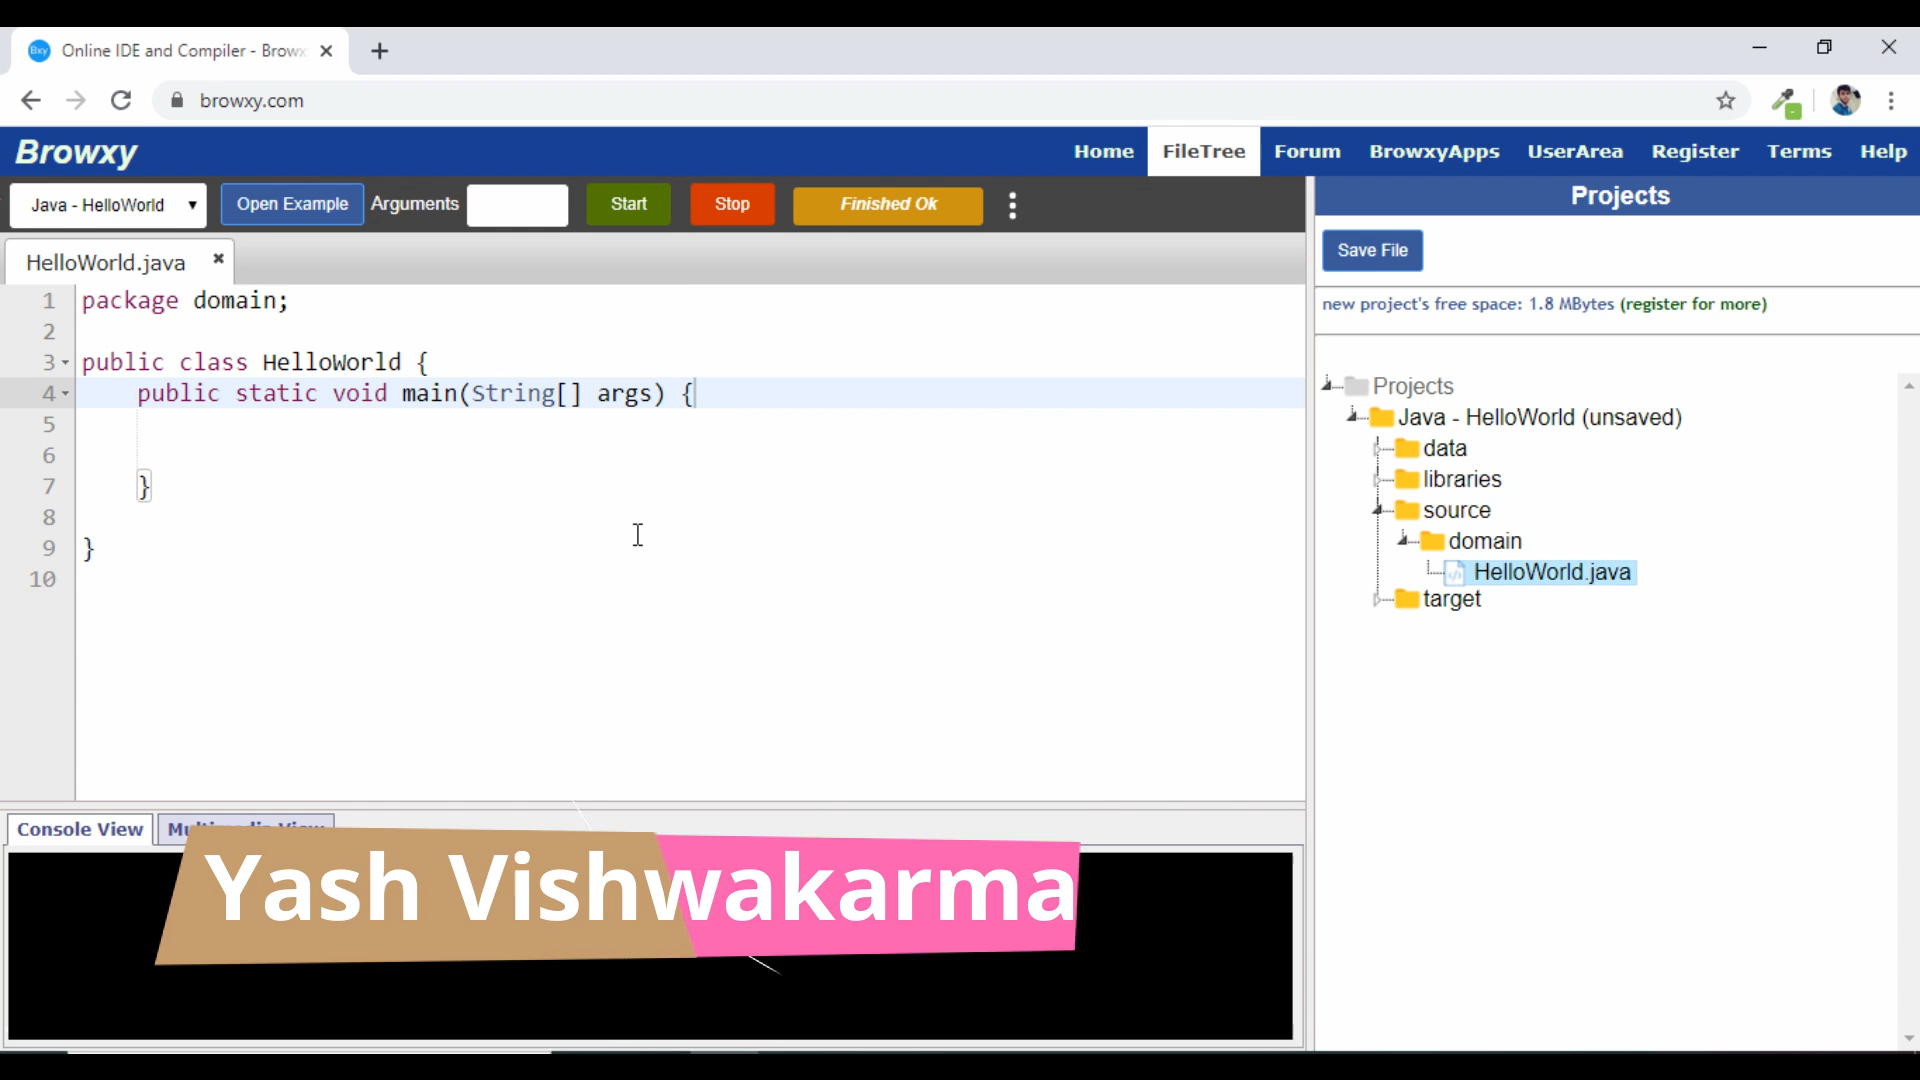 Bxy Online IDE and Compiler - Brow
browxy.com
Browxy
Home FileTree Forum BrowxyApps UserArea Register Terms Help
Java - HelloWorld Open Example Arguments Start Stop Finished Ok
Projects
Save File
HelloWorld.java
new project's free space: 1.8 MBytes (register for more)
1 package domain;
2
3 public class HelloWorld {
4 public static void main(String[] args) {
5
6
7 }
8
9 }
10
Projects
Java - HelloWorld (unsaved)
data
libraries
source
domain
HelloWorld.java
target
Console View
Yash Vishwakarma